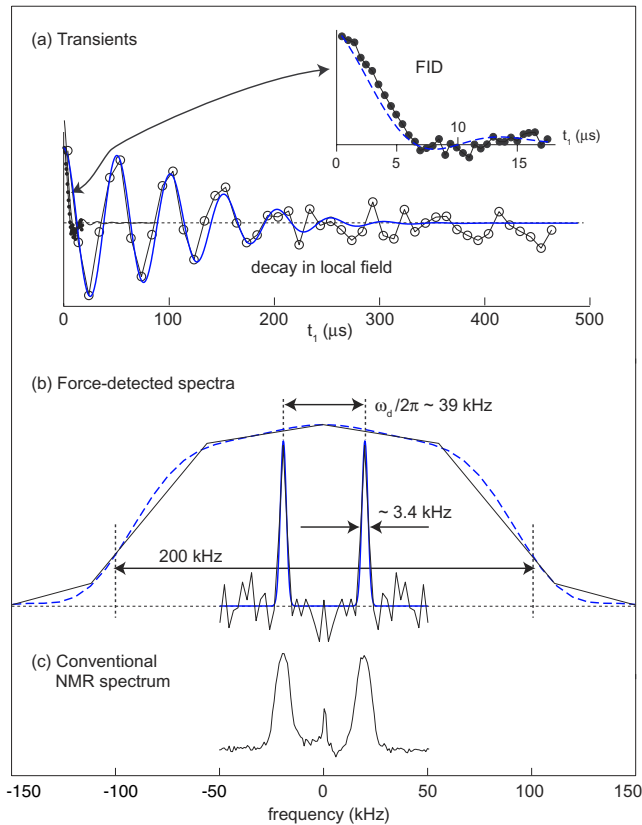 (a) Transients
FID
10
t₁ (μs)
0
5
15
decay in local field
0
100
200
300
400
500
t₁ (μs)
(b) Force-detected spectra
ω_d/2π ~ 39 kHz
~ 3.4 kHz
200 kHz
(c) Conventional
NMR spectrum
-150
-100
-50
0
50
100
150
frequency (kHz)